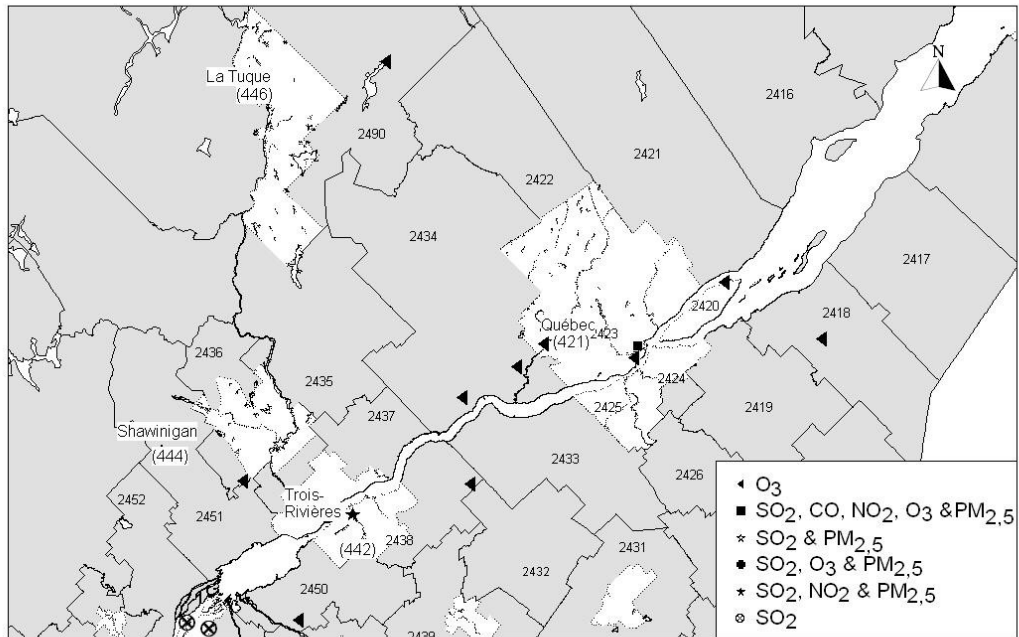 La Tuque
(446)
N
2416
2490
2421
2422
2434
2417
2420
2418
Québec
(421)
2423
2436
2435
2424
2437
2425
2419
Shawinigan
(444)
2433
2426
2452
2451
Trois-
Rivières
(442)
2438
2431
2432
2450
2439
O3
SO2, CO, NO2, O3 &PM2,5
SO2 & PM2,5
SO2, O3 & PM2,5
SO2, NO2 & PM2,5
SO2